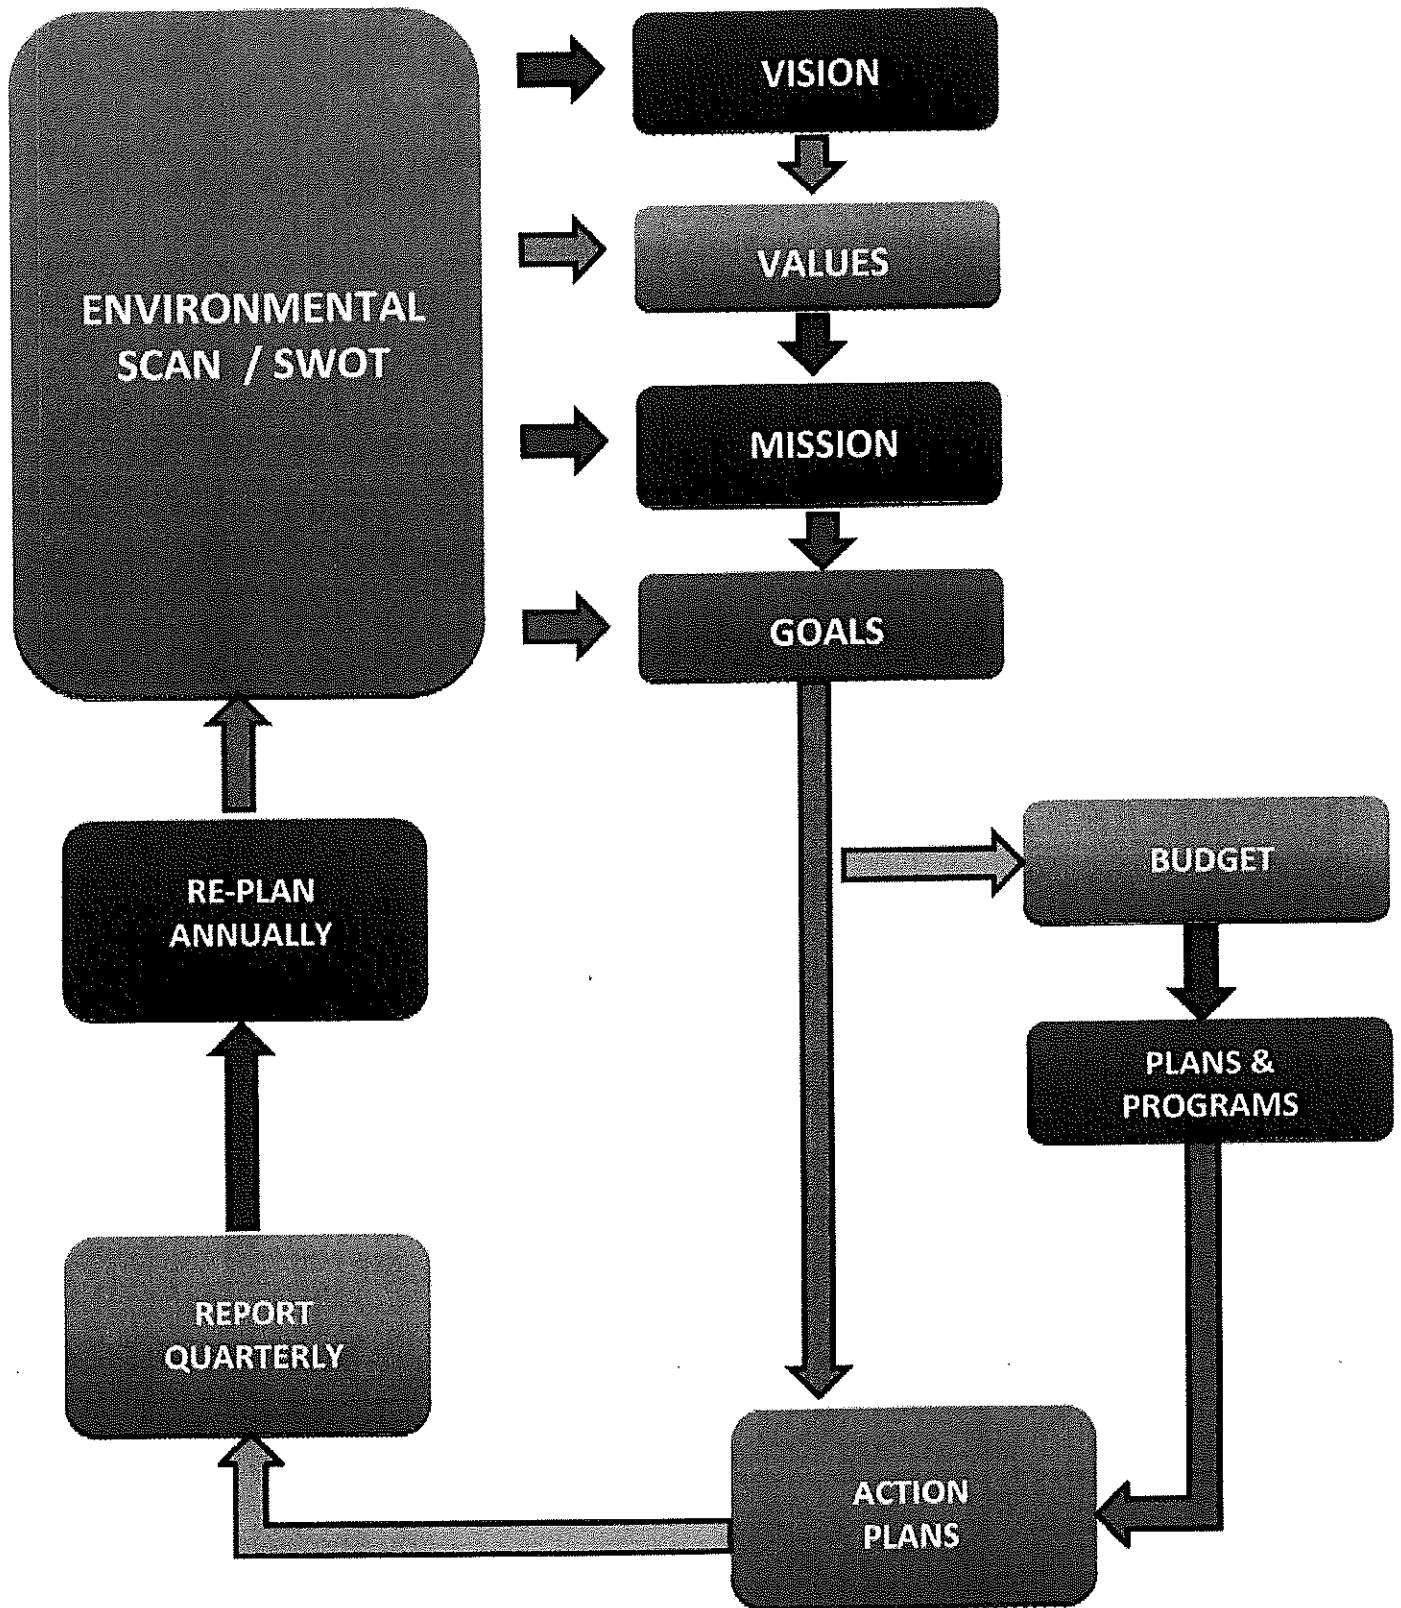 ENVIRONMENTAL
SCAN / SWOT
VISION
VALUES
MISSION
GOALS
BUDGET
PLANS &
PROGRAMS
ACTION
PLANS
REPORT
QUARTERLY
RE-PLAN
ANNUALLY